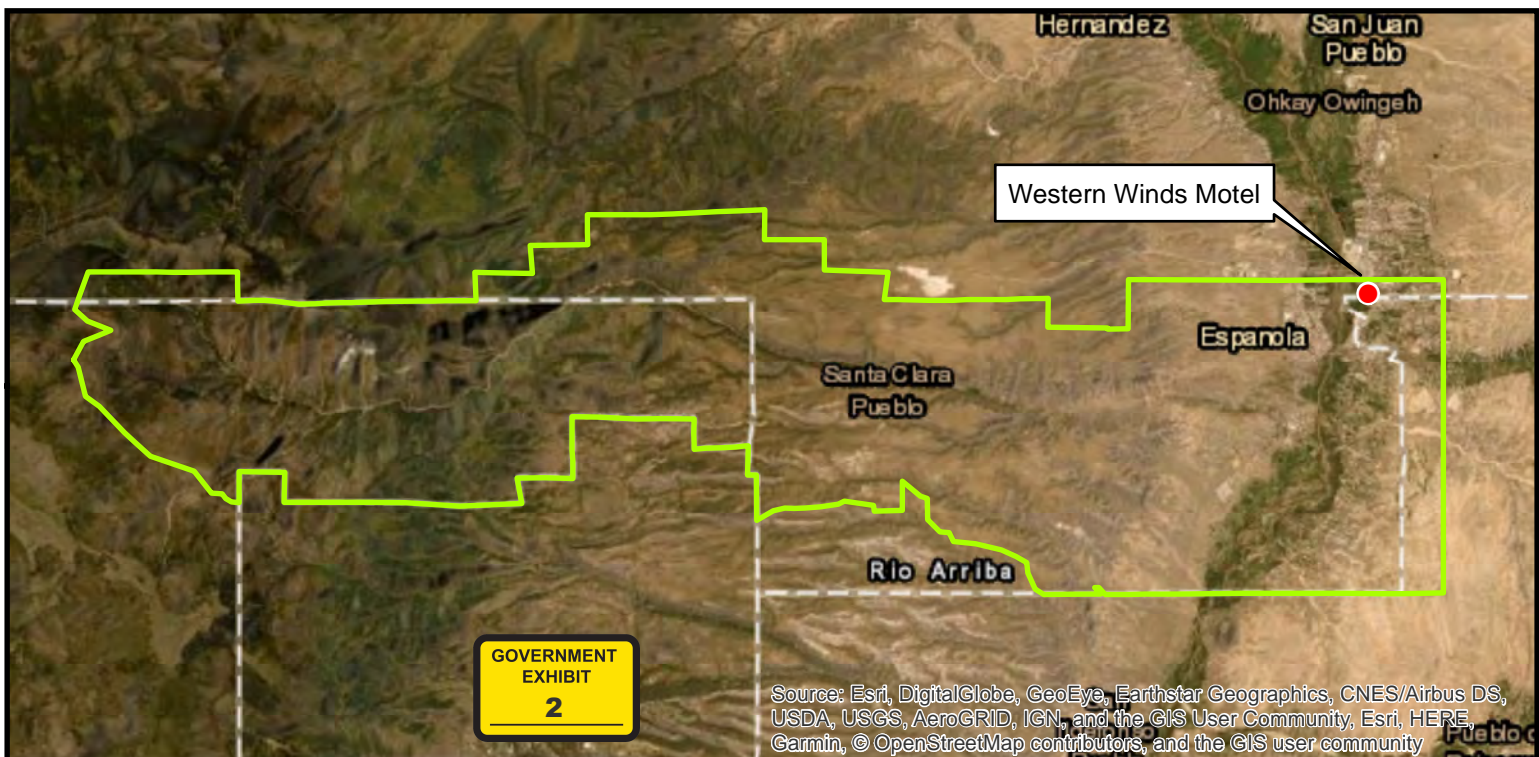 Hernandez
San Juan
Pueblo
Ohkay Owingeh
Western Winds Motel
Espanola
Santa Clara
Pueblo
Rio Arriba
GOVERNMENT
EXHIBIT
2
Source: Esri, DigitalGlobe, GeoEye, Earthstar Geographics, CNES/Airbus DS,
USDA, USGS, AeroGRID, IGN, and the GIS User Community, Esri, HERE,
Garmin, © OpenStreetMap contributors, and the GIS user community
Pueblo